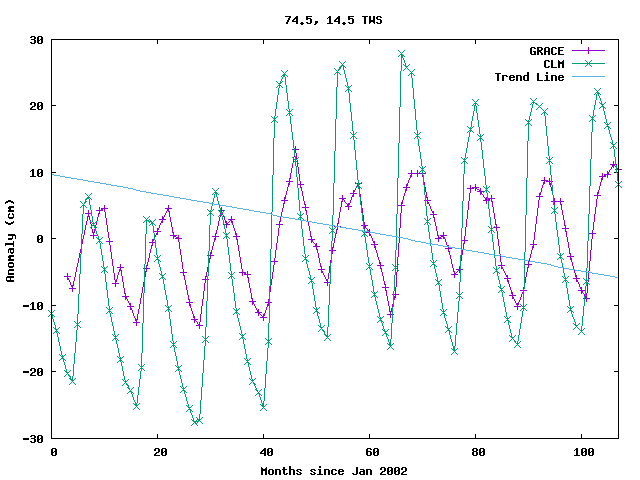 74.5, 14.5 TWS
GRACE
CLM
Trend Line
30
20
10
0
-10
-20
-30
Anomaly (cm)
0 20 40 60 80 100
Months since Jan 2002